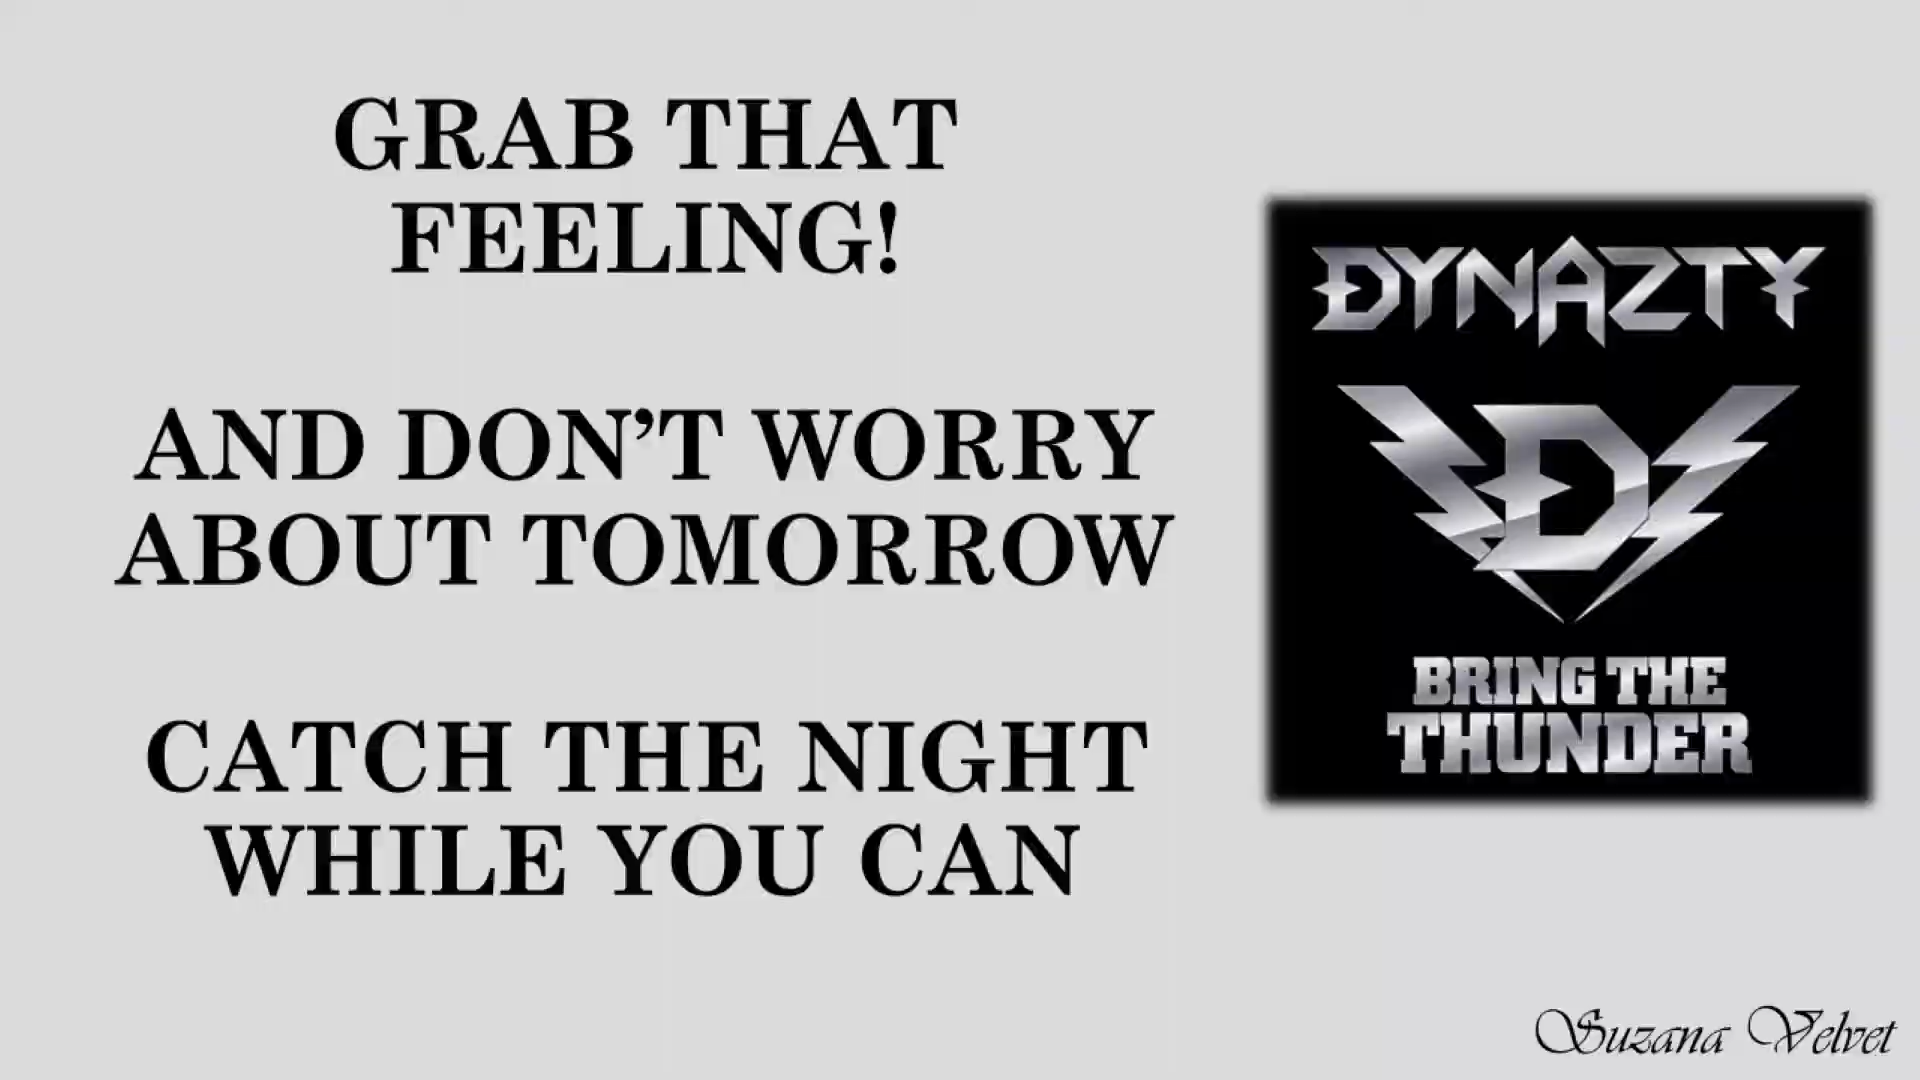 GRAB THAT
FEELING!
AND DON'T WORRY
ABOUT TOMORROW
CATCH THE NIGHT
WHILE YOU CAN
DYNAZTY
D
BRING THE
THUNDER
Suzana Velvet